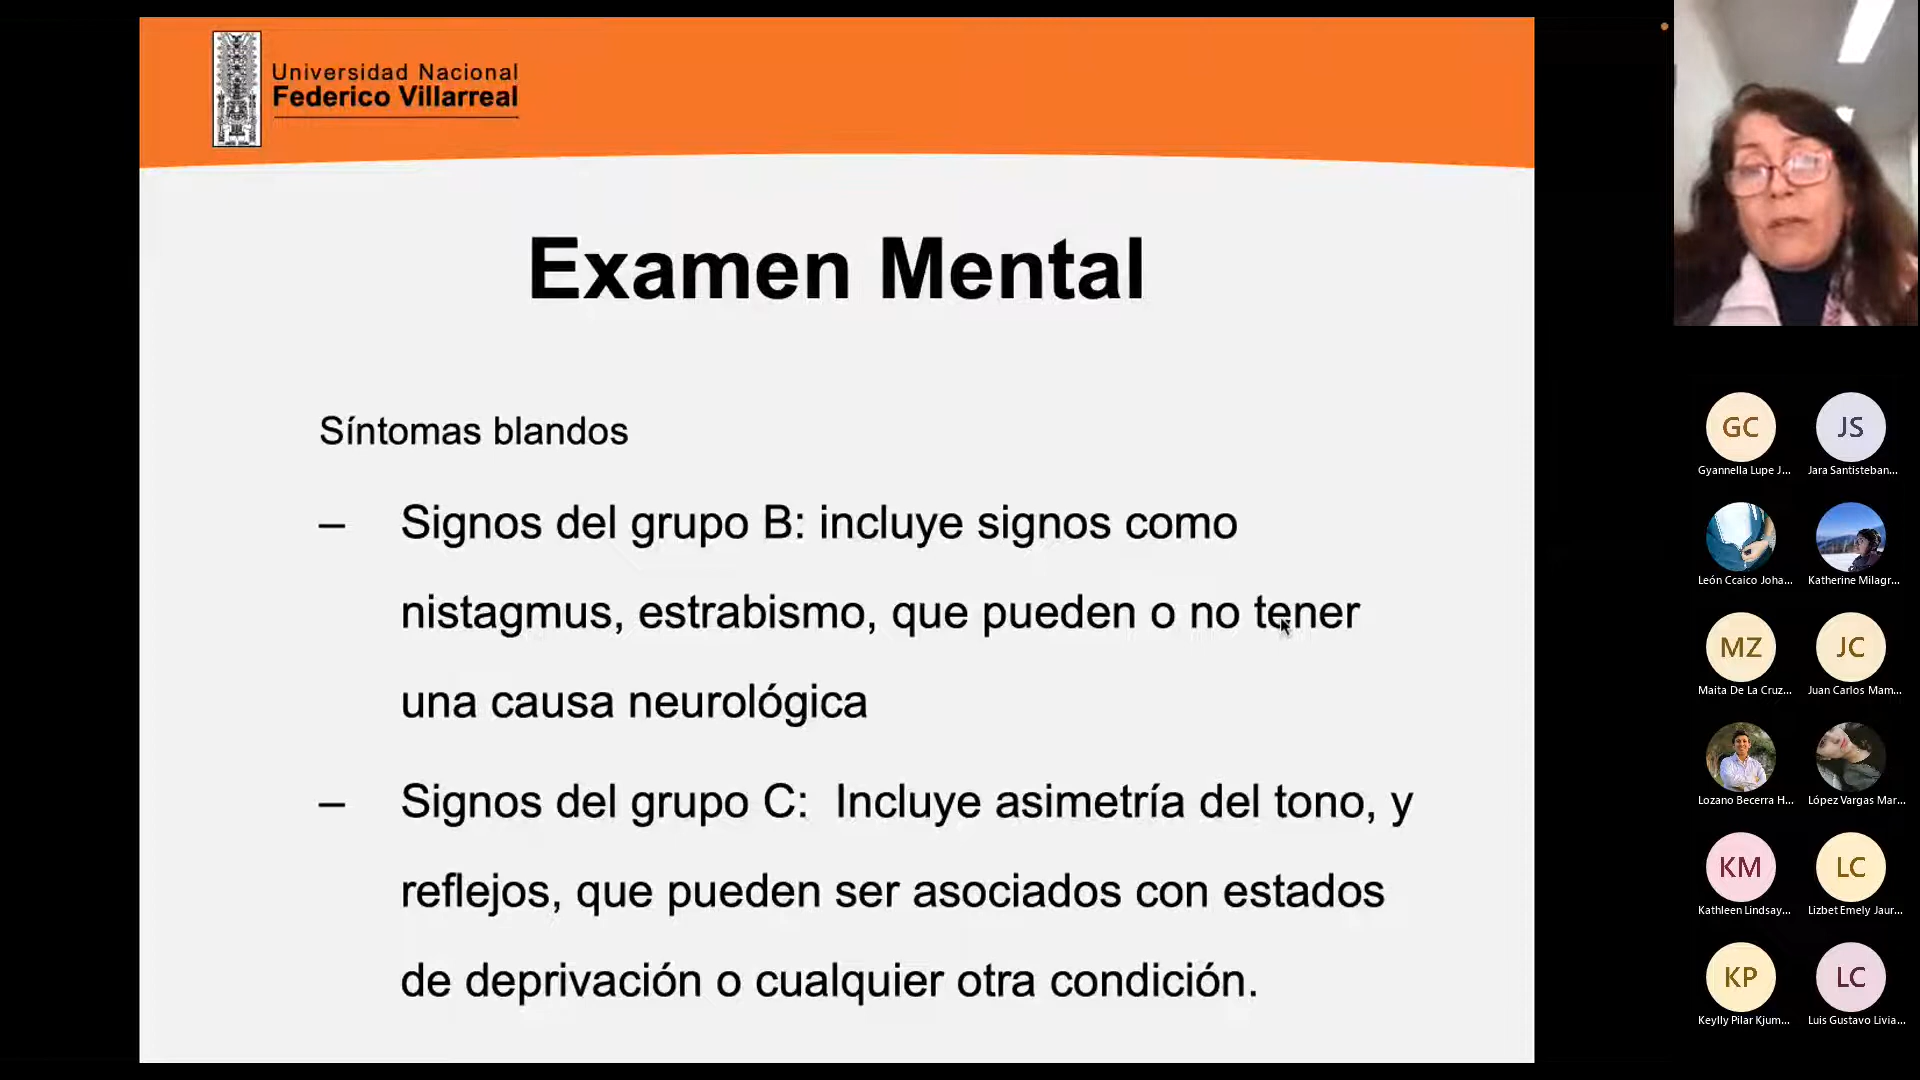 Universidad Nacional
Federico Villarreal
Examen Mental
Síntomas blandos
– Signos del grupo B: incluye signos como
nistagmus, estrabismo, que pueden o no tener
una causa neurológica
– Signos del grupo C: Incluye asimetría del tono, y
reflejos, que pueden ser asociados con estados
de deprivación o cualquier otra condición.
GC
JS
Gyannella Lupe J...
Jara Santisteban...
León Ccaico Joha...
Katherine Milagr...
MZ
JC
Maita De La Cruz...
Juan Carlos Mam...
Lozano Becerra H...
López Vargas Mar...
KM
LC
Kathleen Lindsay...
Lizbet Emely Jaur...
KP
LC
Keylly Pilar Kjum...
Luis Gustavo Livia...